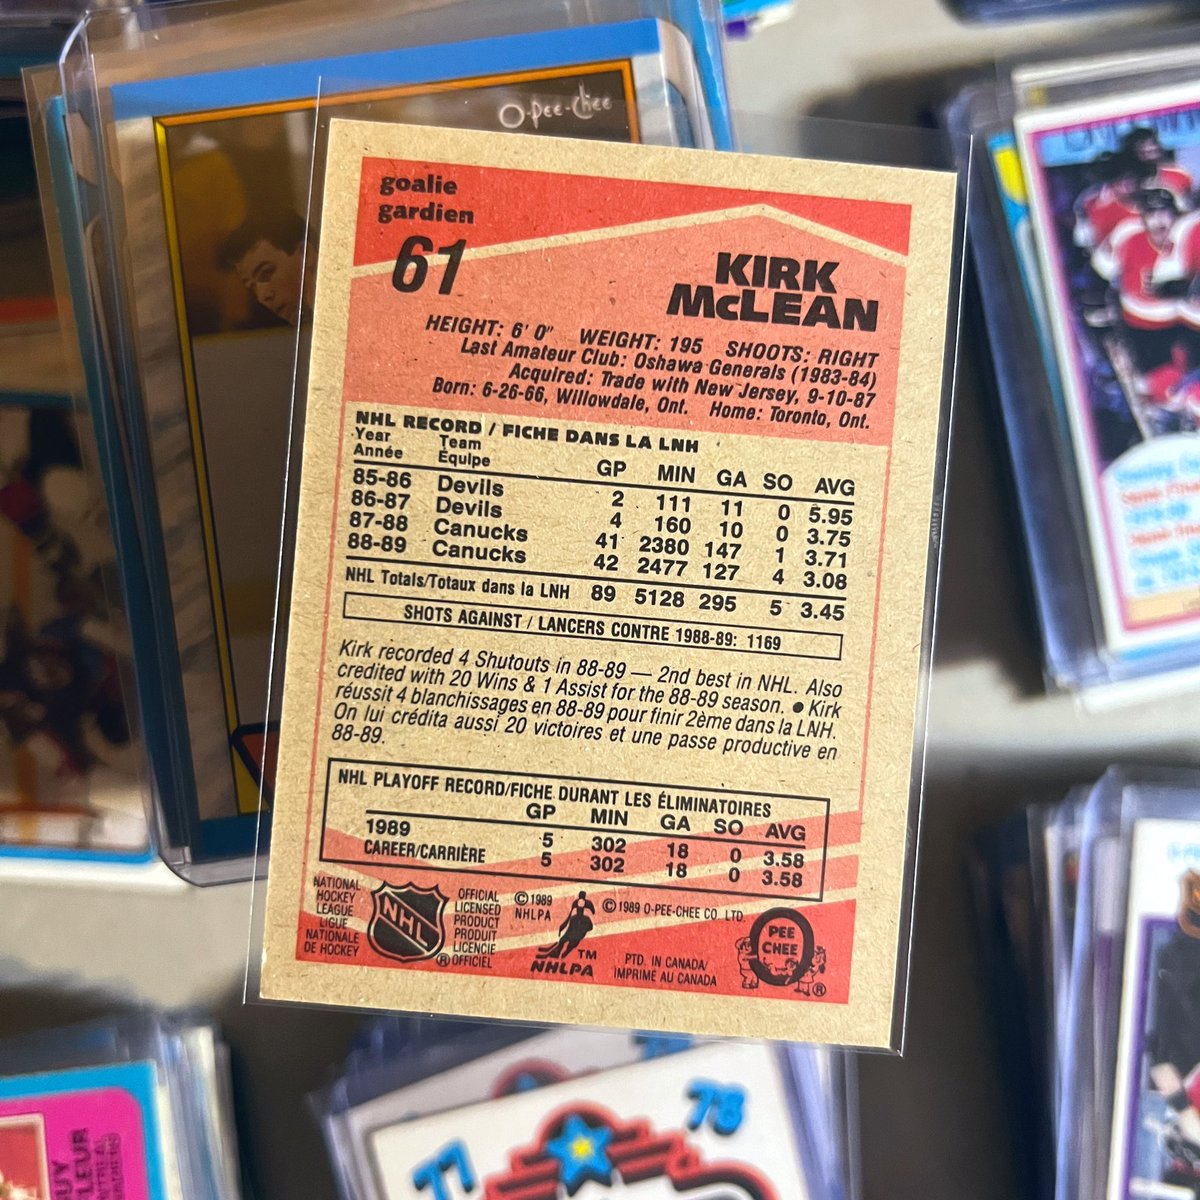 O-Pee-Chee
goalie
gardien
61
KIRK
McLEAN
HEIGHT: 6' 0" WEIGHT: 195 SHOOTS: RIGHT
Last Amateur Club: Oshawa Generals (1983-84)
Acquired: Trade with New Jersey, 9-10-87
Born: 6-26-66, Willowdale, Ont. Home: Toronto, Ont.
NHL RECORD / FICHE DANS LA LNH
Year Team
Année Équipe GP MIN GA SO AVG
85-86 Devils 2 111 11 0 5.95
86-87 Devils 4 160 10 0 3.75
87-88 Canucks 41 2380 147 1 3.71
88-89 Canucks 42 2477 127 4 3.08
NHL Totals/Totaux dans la LNH 89 5128 295 5 3.45
SHOTS AGAINST / LANCERS CONTRE 1988-89: 1169
Kirk recorded 4 Shutouts in 88-89 — 2nd best in NHL. Also
credited with 20 Wins & 1 Assist for the 88-89 season. ● Kirk
réussit 4 blanchissages en 88-89 pour finir 2ème dans la LNH.
On lui crédita aussi 20 victoires et une passe productive en
88-89.
NHL PLAYOFF RECORD/FICHE DURANT LES ÉLIMINATOIRES
GP MIN GA SO AVG
1989 5 302 18 0 3.58
CAREER/CARRIÈRE 5 302 18 0 3.58
NATIONAL
HOCKEY
LEAGUE
LIGUE
NATIONALE
DE HOCKEY
NHL
®
OFFICIAL
LICENSED
PRODUCT
PRODUIT
LICENCIE
OFFICIEL
© 1989
NHLPA
TM
NHLPA
© 1989 O-PEE-CHEE CO. LTD.
PTD. IN CANADA/
IMPRIMÉ AU CANADA
O
PEE
CHEE
®
77
78